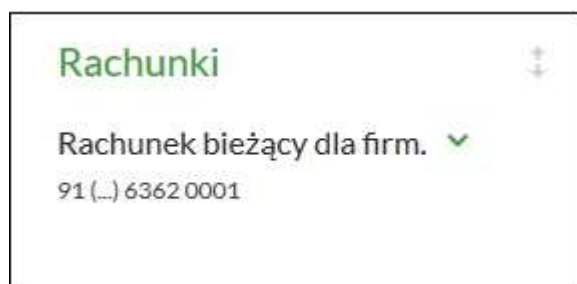 Rachunki
Rachunek bieżący dla firm.
91 (...) 6362 0001